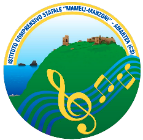 ISTITUTO COMPRENSIVO STATALE "MAMELI-MANZONI" - AMANTEA (CS)